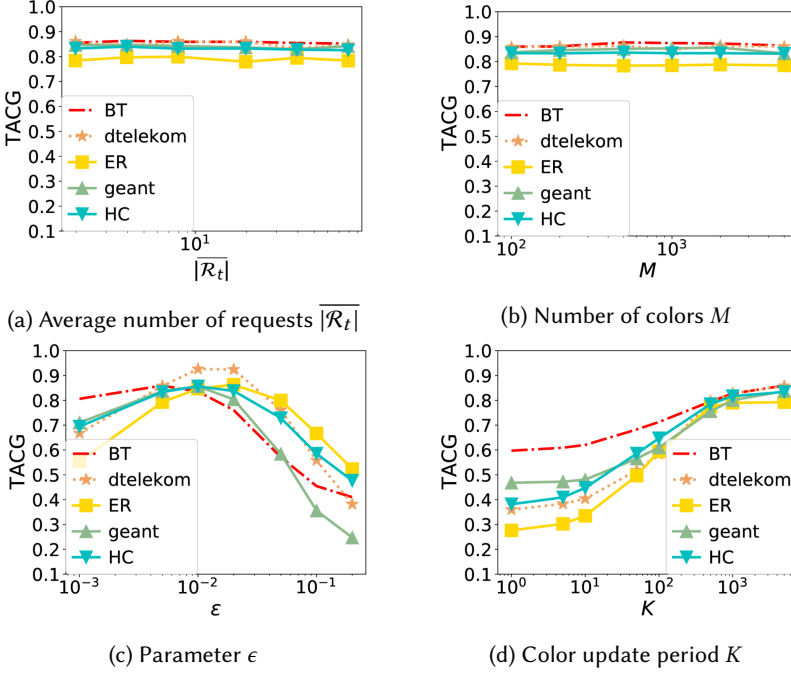 1.0
0.9
0.8
0.7
0.6
0.5
0.4
0.3
0.2
0.1
TACG
BT
dtelekom
ER
geant
HC
10¹
|R̅ₜ|
(a) Average number of requests |R̅ₜ|
1.0
0.9
0.8
0.7
0.6
0.5
0.4
0.3
0.2
0.1
TACG
BT
dtelekom
ER
geant
HC
10² 10³
M
(b) Number of colors M
1.0
0.9
0.8
0.7
0.6
0.5
0.4
0.3
0.2
0.1
TACG
BT
dtelekom
ER
geant
HC
10⁻³ 10⁻² 10⁻¹
ε
(c) Parameter ϵ
1.0
0.9
0.8
0.7
0.6
0.5
0.4
0.3
0.2
0.1
TACG
BT
dtelekom
ER
geant
HC
10⁰ 10¹ 10² 10³
K
(d) Color update period K